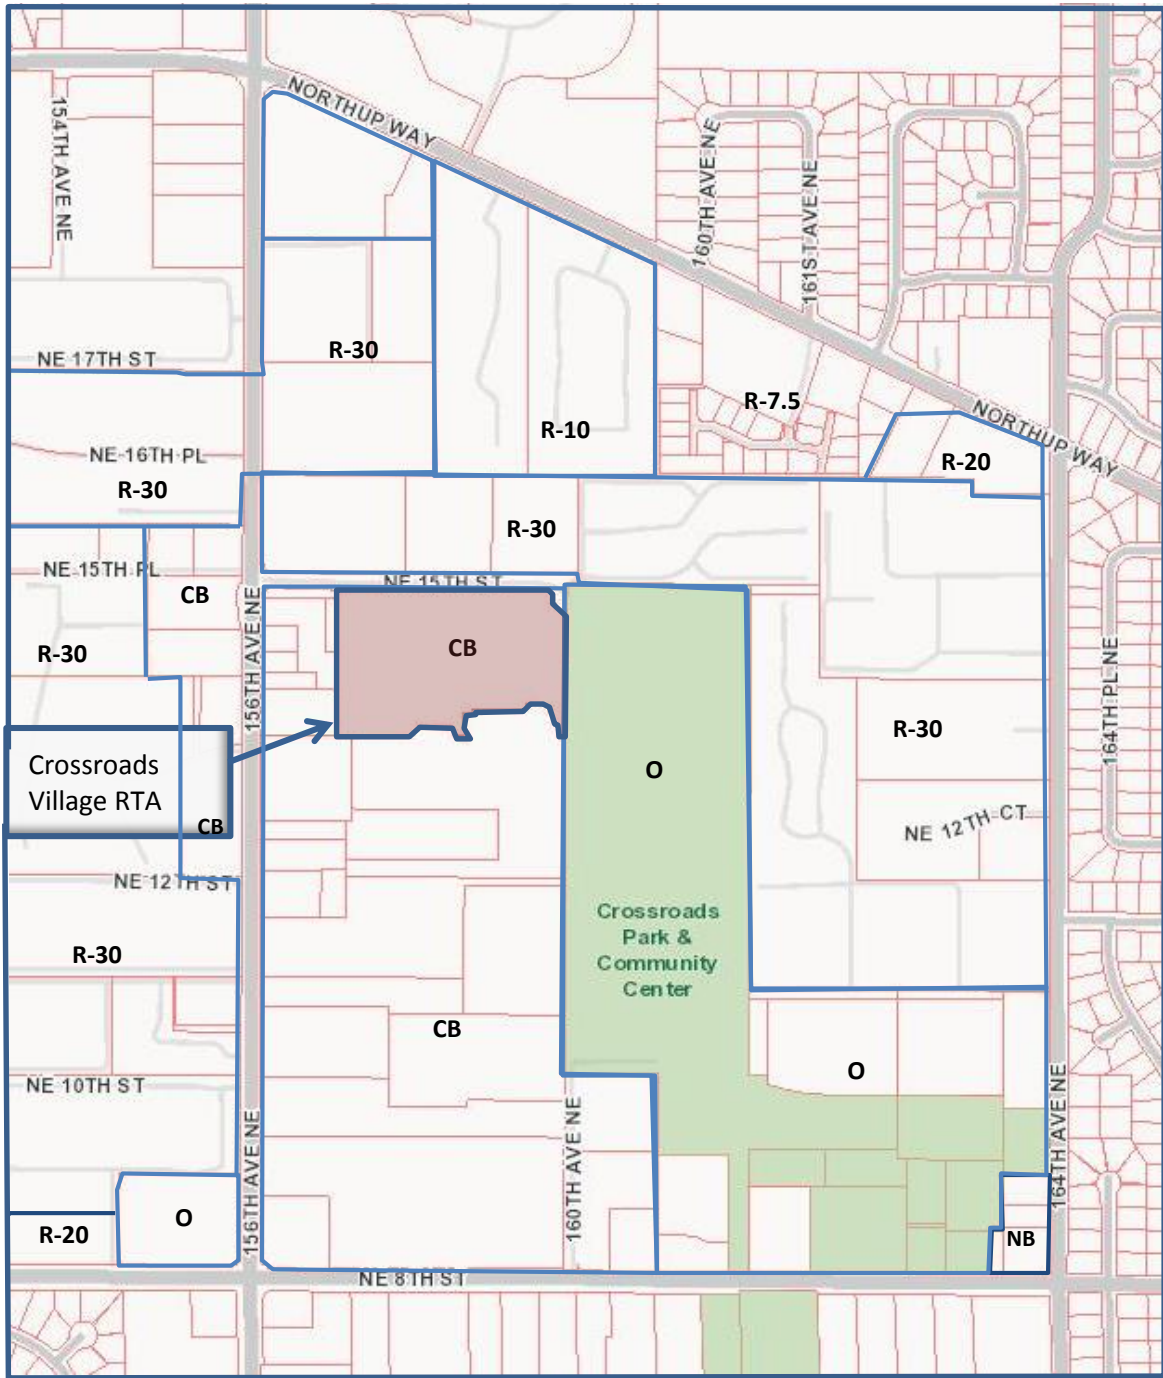 NORTHUP WAY
154TH AVE NE
160TH AVE NE
161ST AVE NE
NE 17TH ST
R-30
R-7.5
R-10
NORTHUP WAY
NE 16TH PL
R-20
R-30
R-30
NE 15TH PL
NE 15TH ST
CB
156TH AVE NE
CB
R-30
164TH PL NE
R-30
Crossroads
Village RTA
O
CB
NE 12TH CT
NE 12TH ST
Crossroads
Park &
Community
Center
R-30
CB
O
NE 10TH ST
156TH AVE NE
160TH AVE NE
164TH AVE NE
O
R-20
NB
NE 8TH ST